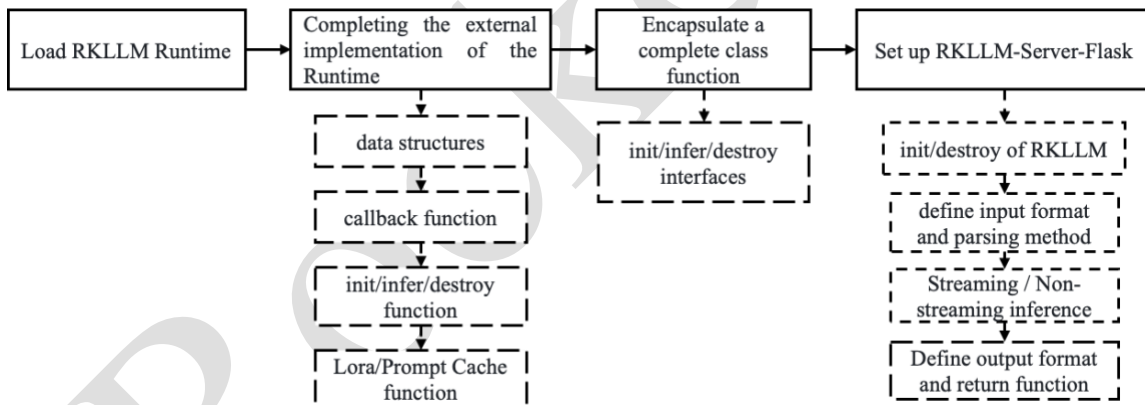 Load RKLLM Runtime
Completing the external
implementation of the
Runtime
Encapsulate a
complete class
function
Set up RKLLM-Server-Flask
data structures
callback function
init/infer/destroy
function
Lora/Prompt Cache
function
init/infer/destroy
interfaces
init/destroy of RKLLM
define input format
and parsing method
Streaming / Non-
streaming inference
Define output format
and return function